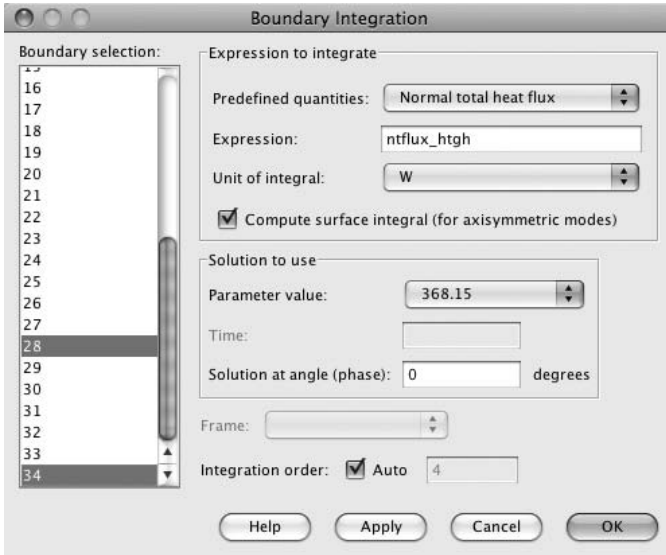 Boundary Integration
Boundary selection:
15
16
17
18
19
20
21
22
23
24
25
26
27
28
29
30
31
32
33
34
Expression to integrate
Predefined quantities: Normal total heat flux
Expression: ntflux_htgh
Unit of integral: W
Compute surface integral (for axisymmetric modes)
Solution to use
Parameter value: 368.15
Time:
Solution at angle (phase): 0 degrees
Frame:
Integration order: Auto 4
Help Apply Cancel OK